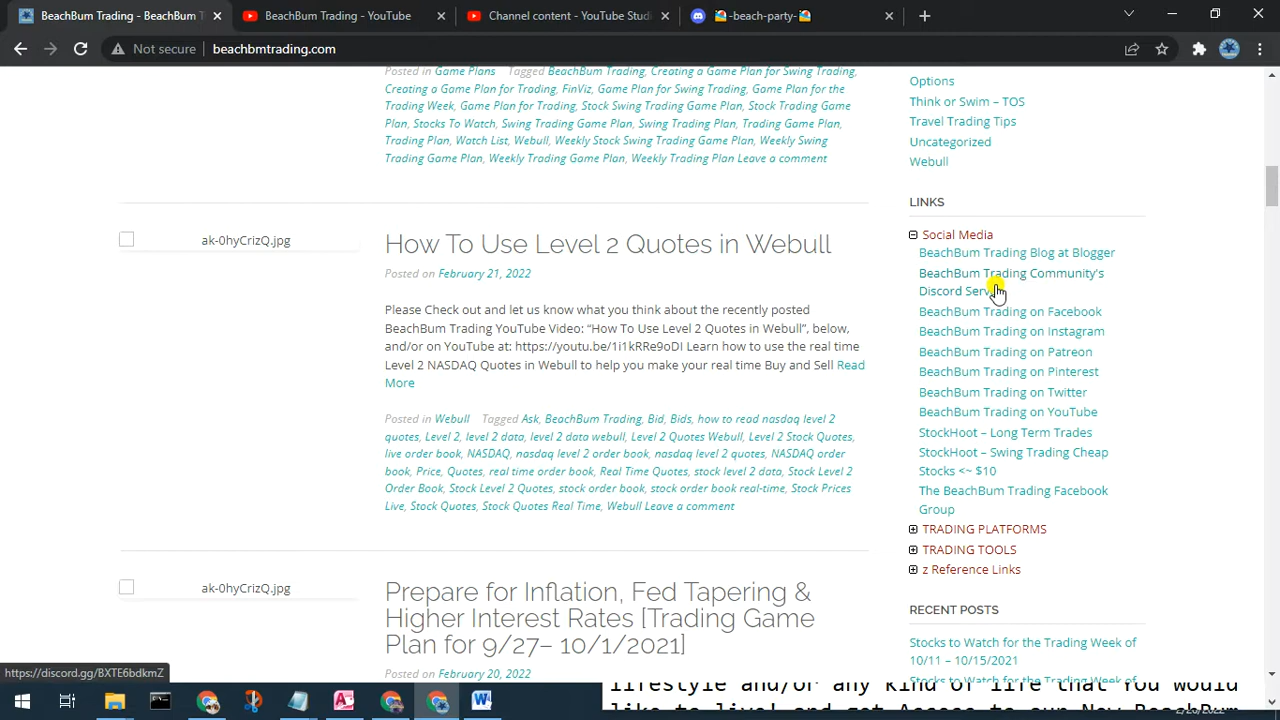 BeachBum Trading - BeachBum T
BeachBum Trading - YouTube
Channel content - YouTube Stud
-beach-party-
Not secure
beachbmtrading.com
Posted in Game Plans Tagged BeachBum Trading, Creating a Game Plan for Swing Trading,
Creating a Game Plan for Trading, FinViz, Game Plan for Swing Trading, Game Plan for the
Trading Week, Game Plan for Trading, Stock Swing Trading Game Plan, Stock Trading Game
Plan, Stocks To Watch, Swing Trading Game Plan, Swing Trading Plan, Trading Game Plan,
Trading Plan, Watch List, Webull, Weekly Stock Swing Trading Game Plan, Weekly Swing
Trading Game Plan, Weekly Trading Game Plan, Weekly Trading Plan Leave a comment
ak-0hyCrizQ.jpg
How To Use Level 2 Quotes in Webull
Posted on February 21, 2022
Please Check out and let us know what you think about the recently posted
BeachBum Trading YouTube Video: “How To Use Level 2 Quotes in Webull”, below,
and/or on YouTube at: https://youtu.be/1i1kRRe9oDI Learn how to use the real time
Level 2 NASDAQ Quotes in Webull to help you make your real time Buy and Sell Read
More
Posted in Webull Tagged Ask, BeachBum Trading, Bid, Bids, how to read nasdaq level 2
quotes, Level 2, level 2 data, level 2 data webull, Level 2 Quotes Webull, Level 2 Stock Quotes,
live order book, NASDAQ, nasdaq level 2 order book, nasdaq level 2 quotes, NASDAQ order
book, Price, Quotes, real time order book, Real Time Quotes, stock level 2 data, Stock Level 2
Order Book, Stock Level 2 Quotes, stock order book, stock order book real-time, Stock Prices
Live, Stock Quotes, Stock Quotes Real Time, Webull Leave a comment
ak-0hyCrizQ.jpg
Prepare for Inflation, Fed Tapering &
Higher Interest Rates [Trading Game
Plan for 9/27– 10/1/2021]
Posted on February 20, 2022
Options
Think or Swim – TOS
Travel Trading Tips
Uncategorized
Webull
LINKS
Social Media
BeachBum Trading Blog at Blogger
BeachBum Trading Community's
Discord Serv
BeachBum Trading on Facebook
BeachBum Trading on Instagram
BeachBum Trading on Patreon
BeachBum Trading on Pinterest
BeachBum Trading on Twitter
BeachBum Trading on YouTube
StockHoot – Long Term Trades
StockHoot – Swing Trading Cheap
Stocks <~ $10
The BeachBum Trading Facebook
Group
TRADING PLATFORMS
TRADING TOOLS
z Reference Links
RECENT POSTS
Stocks to Watch for the Trading Week of
10/11 – 10/15/2021
Stocks to Watch for the Trading Week of
https://discord.gg/BXTE6bdkmZ
lifestyle and/or any kind of life that You would
like to live! and get Access to our New BeachBum